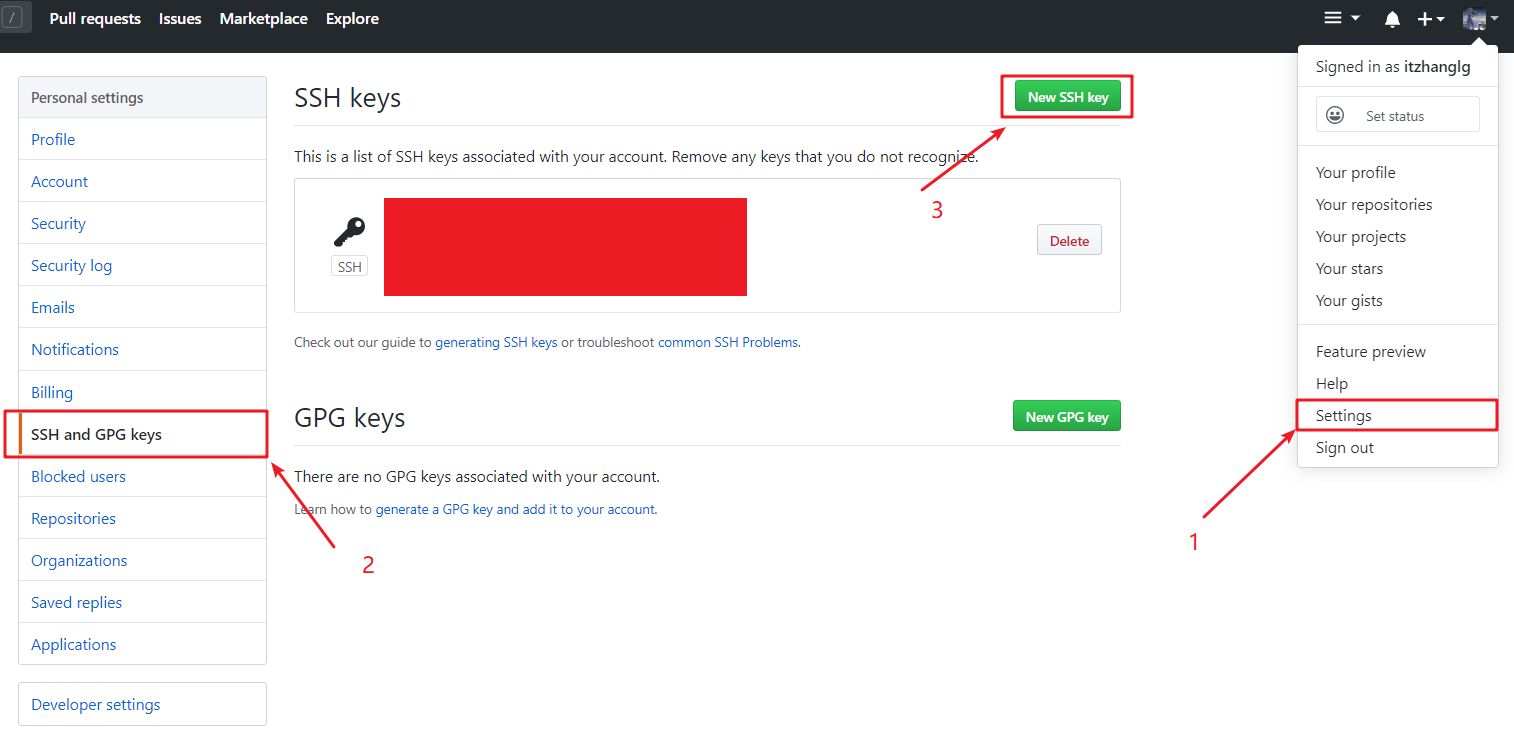 /
Pull requests Issues Marketplace Explore
Signed in as itzhanglg
Set status
Your profile
Your repositories
Your projects
Your stars
Your gists
Feature preview
Help
Settings
Sign out
1
Personal settings
Profile
Account
Security
Security log
Emails
Notifications
Billing
SSH and GPG keys
Blocked users
Repositories
Organizations
Saved replies
Applications
Developer settings
2
SSH keys
New SSH key
3
This is a list of SSH keys associated with your account. Remove any keys that you do not recognize.
SSH
Delete
Check out our guide to generating SSH keys or troubleshoot common SSH Problems.
GPG keys
New GPG key
There are no GPG keys associated with your account.
Learn how to generate a GPG key and add it to your account.